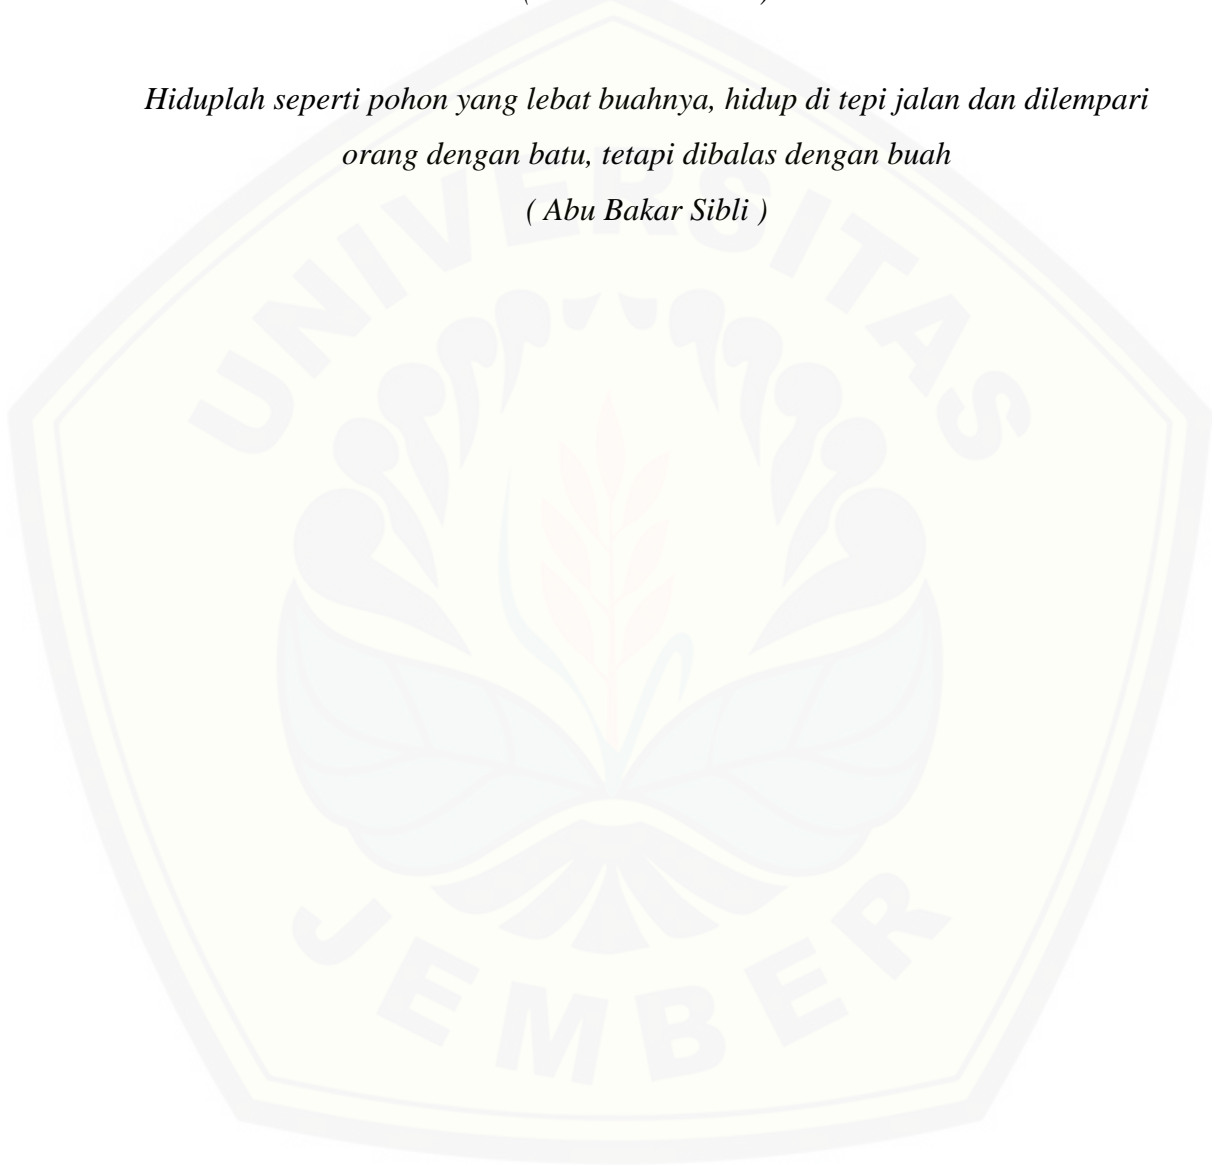 Hiduplah seperti pohon yang lebat buahnya, hidup di tepi jalan dan dilempari
orang dengan batu, tetapi dibalas dengan buah
( Abu Bakar Sibli )
UNIVERSITAS
JEMBER